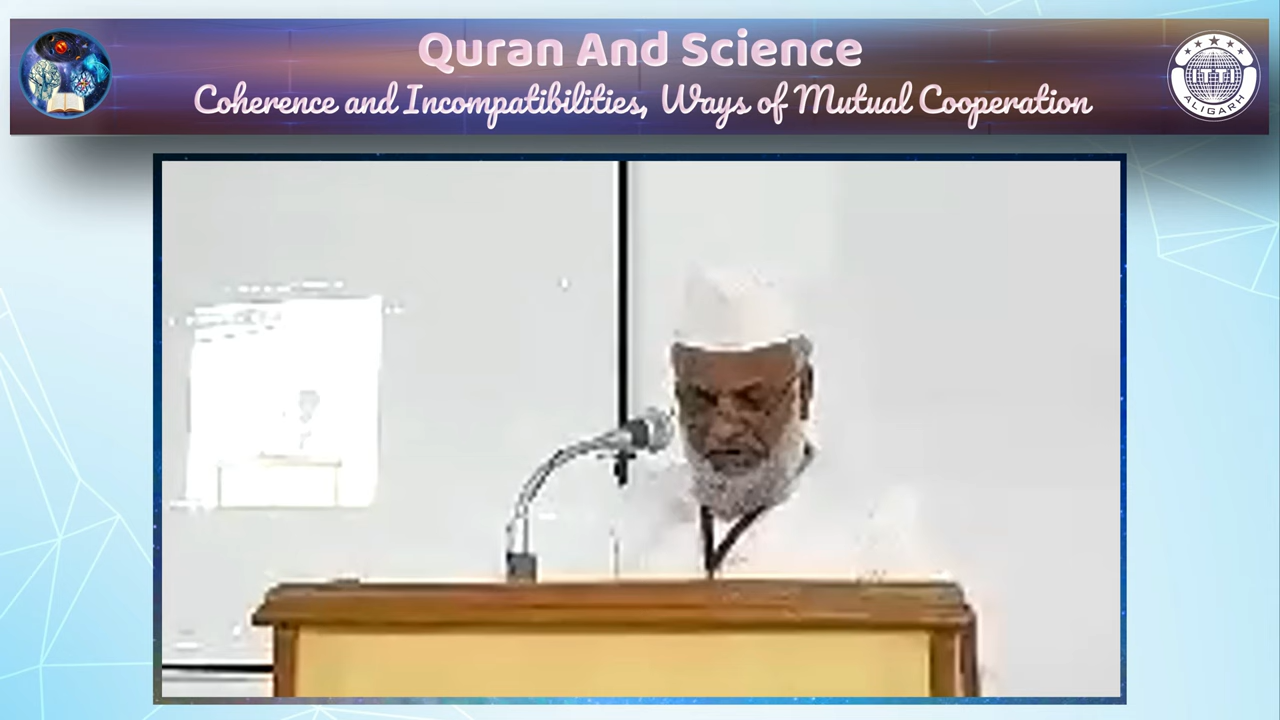 Quran And Science
Coherence and Incompatibilities, Ways of Mutual Cooperation
ALIGARH